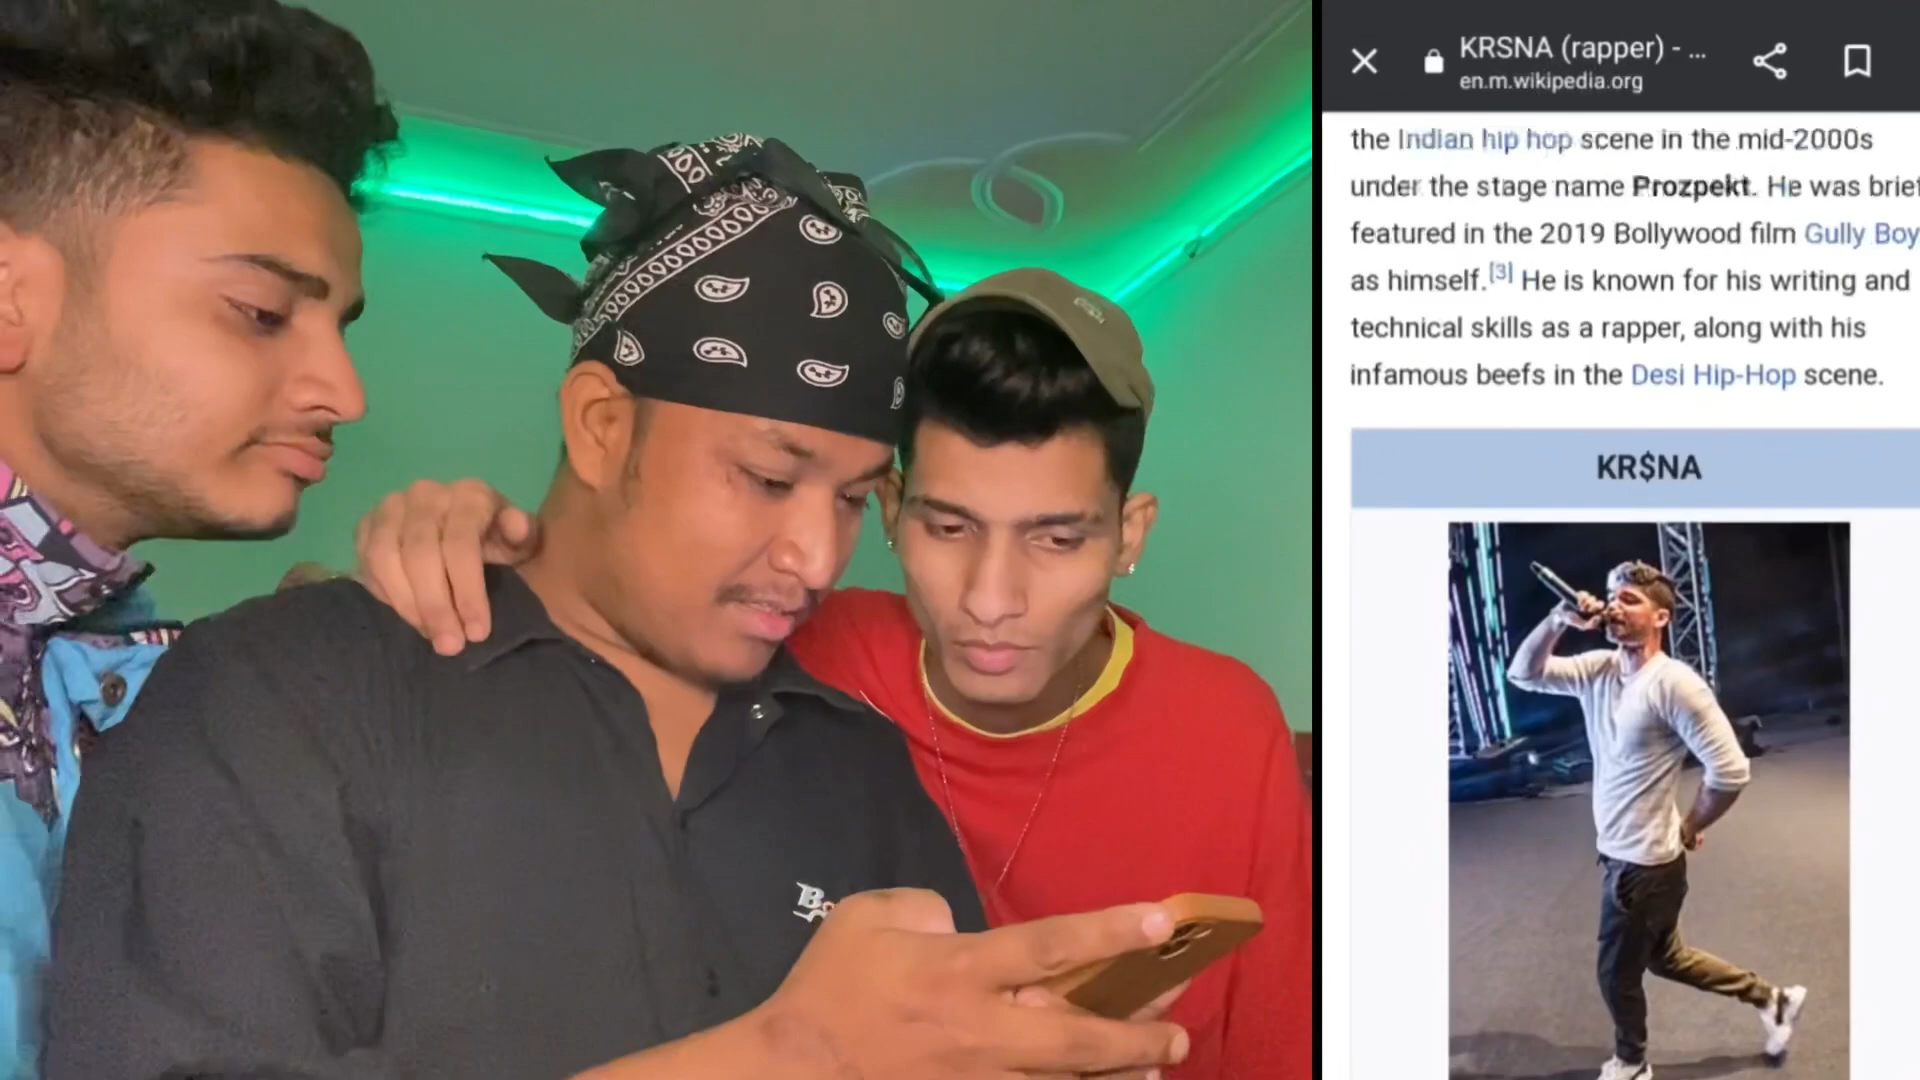 KRSNA (rapper) - ...
en.m.wikipedia.org
the Indian hip hop scene in the mid-2000s
under the stage name Prozpekt. He was brief
featured in the 2019 Bollywood film Gully Boy
as himself.[3] He is known for his writing and
technical skills as a rapper, along with his
infamous beefs in the Desi Hip-Hop scene.
KR$NA